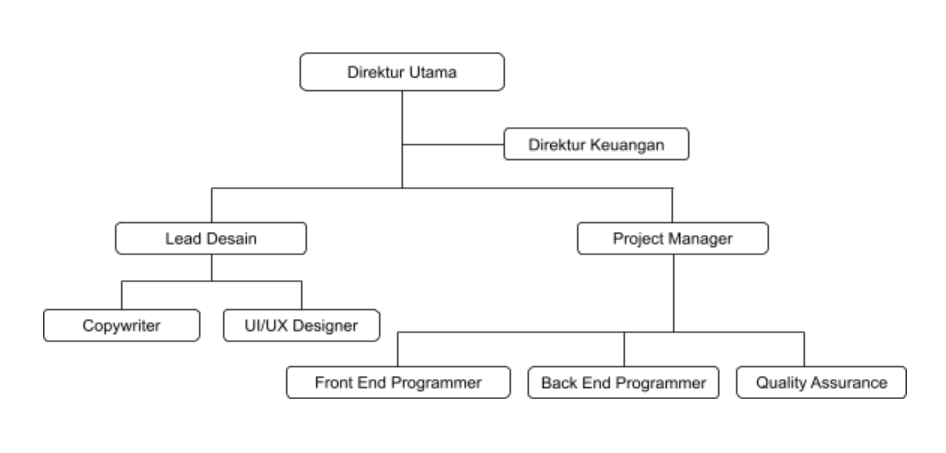 Direktur Utama
Direktur Keuangan
Lead Desain
Project Manager
Copywriter
UI/UX Designer
Front End Programmer
Back End Programmer
Quality Assurance